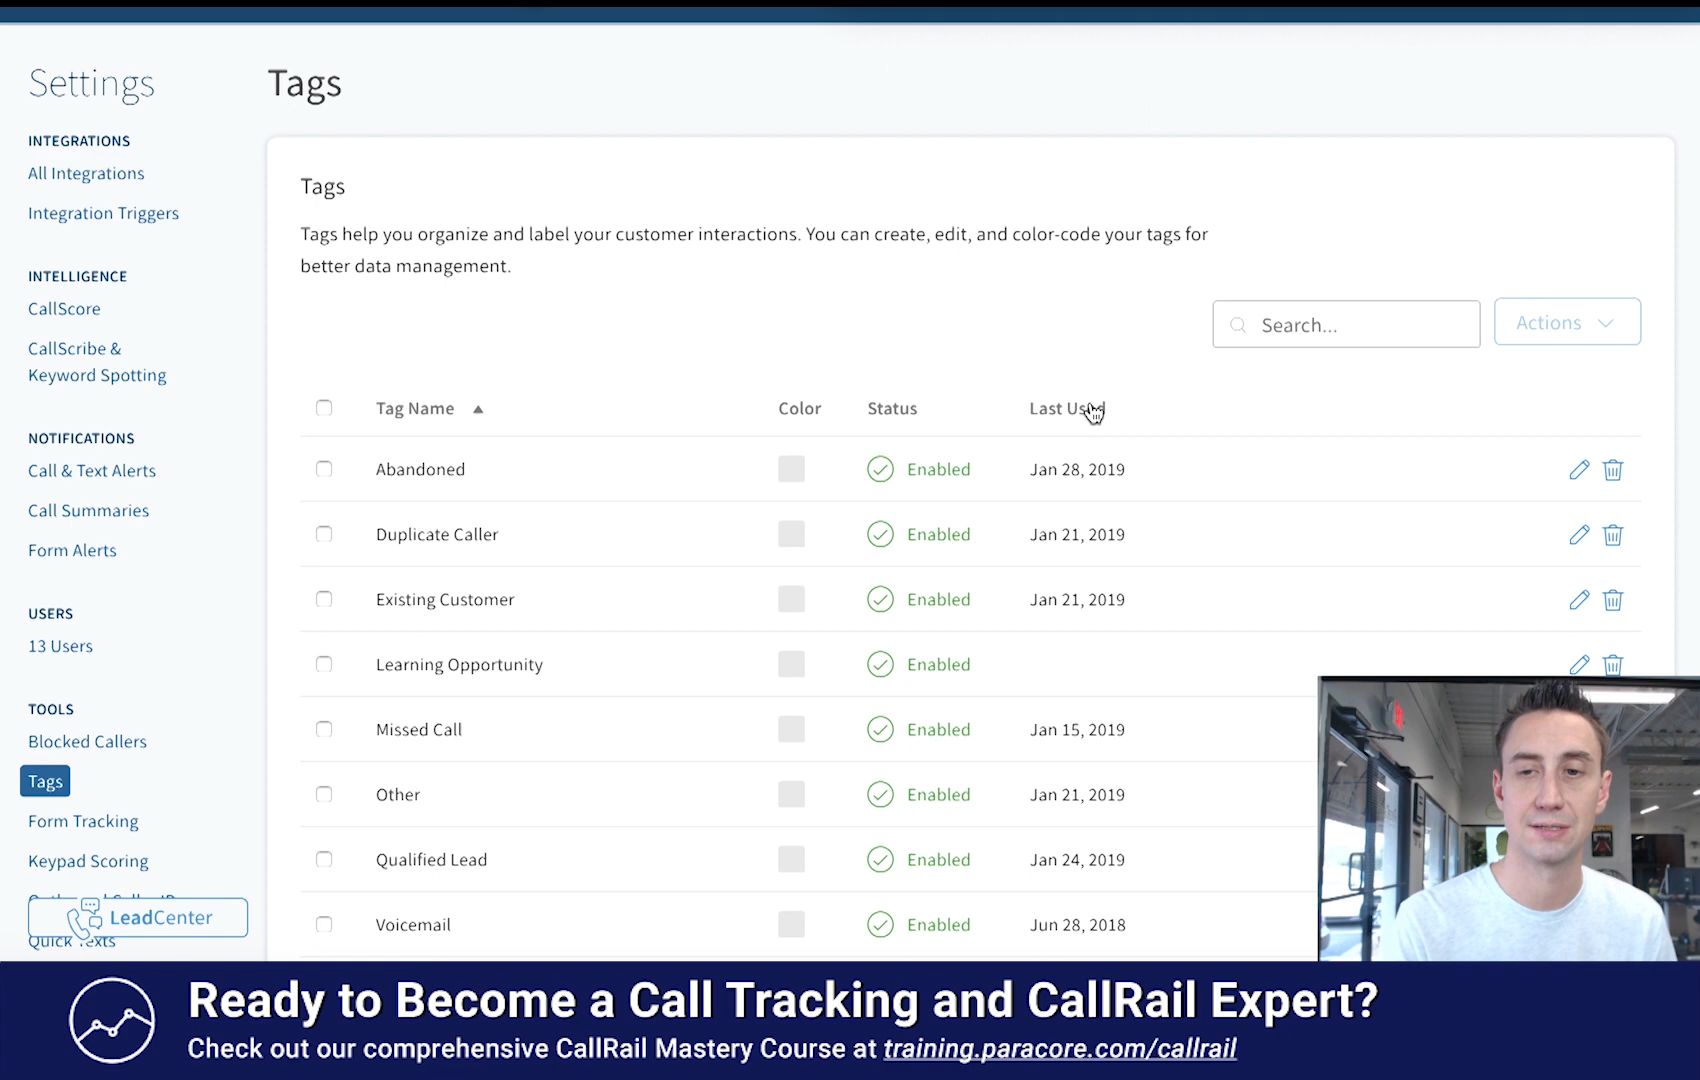 Settings
INTEGRATIONS
All Integrations
Integration Triggers
INTELLIGENCE
CallScore
CallScribe &
Keyword Spotting
NOTIFICATIONS
Call & Text Alerts
Call Summaries
Form Alerts
USERS
13 Users
TOOLS
Blocked Callers
Tags
Form Tracking
Keypad Scoring
LeadCenter
Quick Texts
Tags
Tags
Tags help you organize and label your customer interactions. You can create, edit, and color-code your tags for
better data management.
Search...
Actions
Tag Name Color Status Last Used
Abandoned Enabled Jan 28, 2019
Duplicate Caller Enabled Jan 21, 2019
Existing Customer Enabled Jan 21, 2019
Learning Opportunity Enabled
Missed Call Enabled Jan 15, 2019
Other Enabled Jan 21, 2019
Qualified Lead Enabled Jan 24, 2019
Voicemail Enabled Jun 28, 2018
Ready to Become a Call Tracking and CallRail Expert?
Check out our comprehensive CallRail Mastery Course at training.paracore.com/callrail